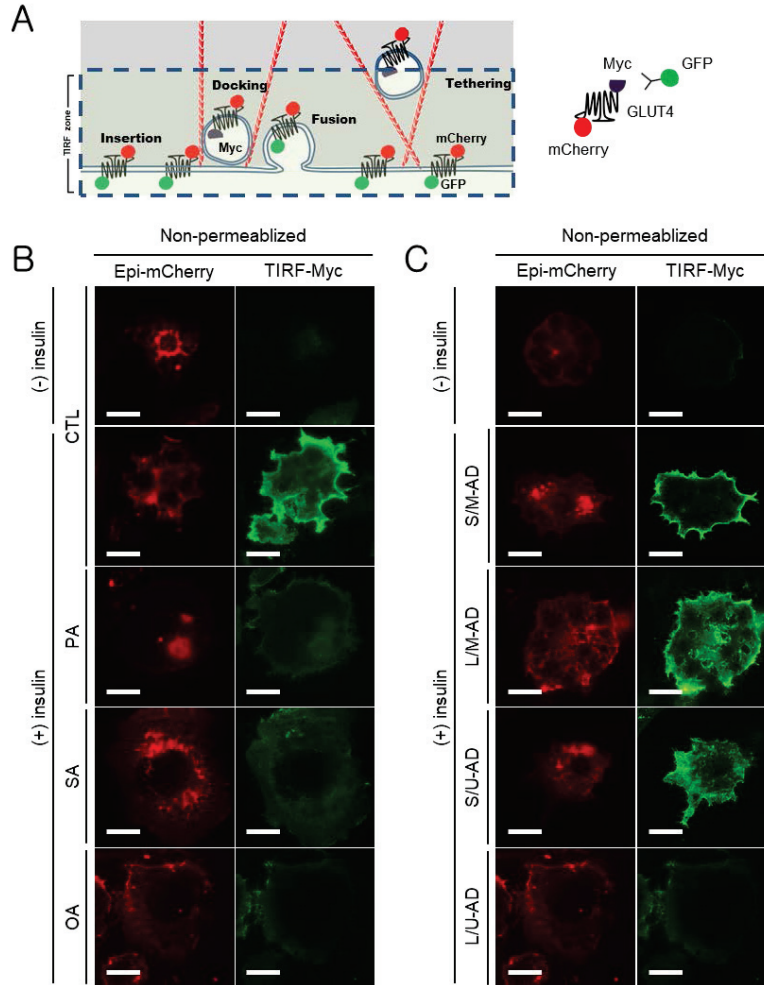 A
TIRF zone
Insertion
Docking
Myc
Fusion
Tethering
mCherry
GFP
Myc
GFP
GLUT4
mCherry
B
Non-permeablized
Epi-mCherry
TIRF-Myc
(-) insulin
CTL
(+) insulin
PA
SA
OA
C
Non-permeablized
Epi-mCherry
TIRF-Myc
(-) insulin
(+) insulin
S/M-AD
L/M-AD
S/U-AD
L/U-AD